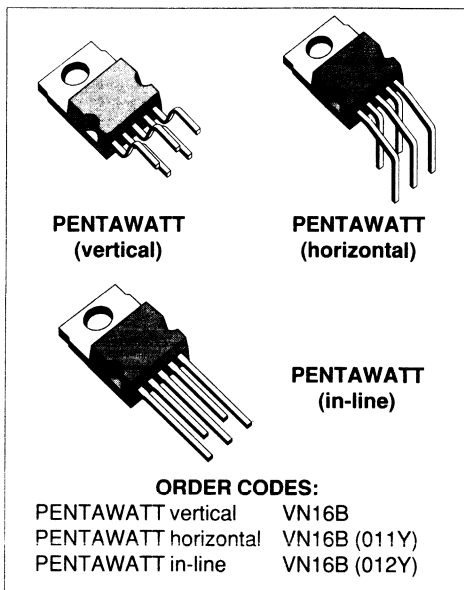 PENTAWATT
(vertical)
PENTAWATT
(horizontal)
PENTAWATT
(in-line)
ORDER CODES:
PENTAWATT vertical VN16B
PENTAWATT horizontal VN16B (011Y)
PENTAWATT in-line VN16B (012Y)